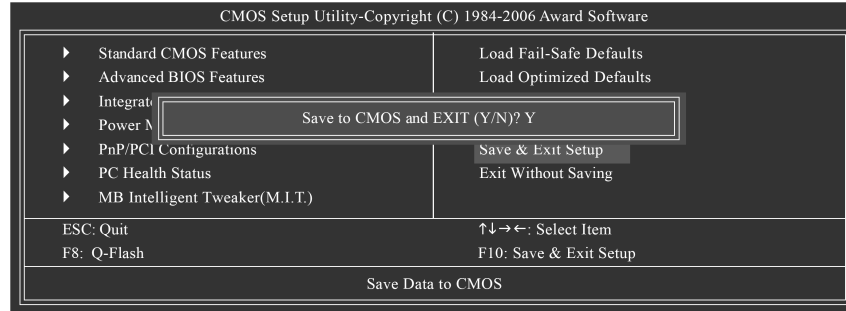 CMOS Setup Utility-Copyright (C) 1984-2006 Award Software
Standard CMOS Features
Advanced BIOS Features
PnP/PCI Configurations
PC Health Status
MB Intelligent Tweaker(M.I.T.)
Load Fail-Safe Defaults
Load Optimized Defaults
Save & Exit Setup
Exit Without Saving
Save to CMOS and EXIT (Y/N)? Y
ESC: Quit
F8: Q-Flash
↑↓→←: Select Item
F10: Save & Exit Setup
Save Data to CMOS